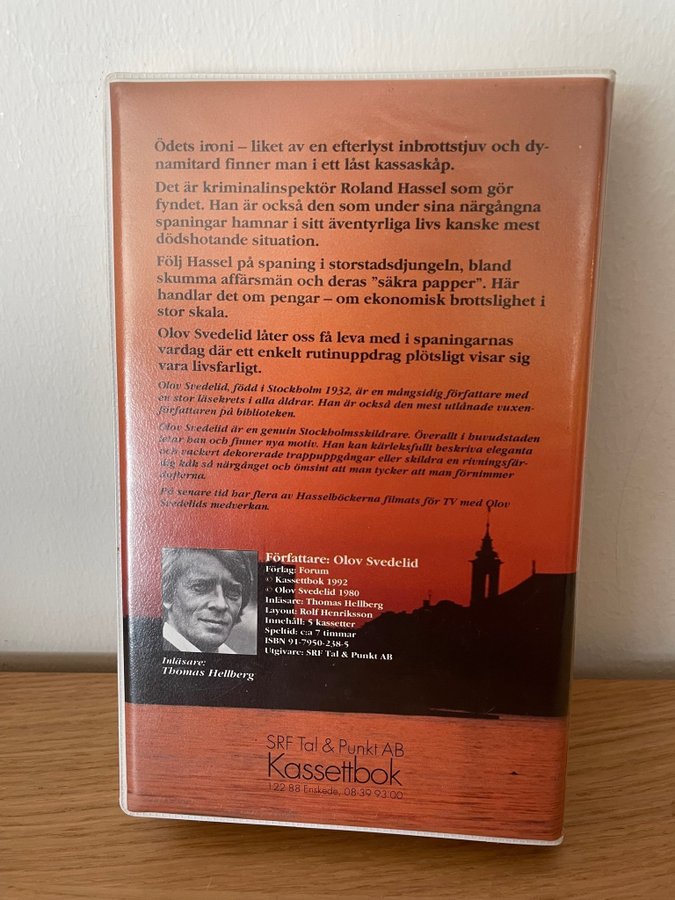 Ödets ironi – liket av en efterlyst inbrottstjuv och dy-
namitard finner man i ett låst kassaskåp.
Det är kriminalinspektör Roland Hassel som gör
fyndet. Han är också den som under sina närgångna
spaningar hamnar i sitt äventyrliga livs kanske mest
dödshotande situation.
Följ Hassel på spaning i storstadsdjungeln, bland
skumma affärsmän och deras ”säkra papper”. Här
handlar det om pengar – om ekonomisk brottslighet i
stor skala.
Olov Svedelid låter oss få leva med i spaningarnas
vardag där ett enkelt rutinuppdrag plötsligt visar sig
vara livsfarligt.
Olov Svedelid, född i Stockholm 1932, är en mångsidig författare med
en stor läsekrets i alla åldrar. Han är också den mest utlånade vuxen-
författaren på biblioteken.
Olov Svedelid är en genuin Stockholmsskildrare. Överallt i huvudstaden
letar han och finner nya motiv. Han kan kärleksfullt beskriva eleganta
och vackert dekorerade trappuppgångar eller skildra en rivningsfär-
dig kåk så närgånget och ömsint att man tycker att man förnimmer
dofterna.
På senare tid har flera av Hasselböckerna filmats för TV med Olov
Svedelids medverkan.
Författare: Olov Svedelid
Förlag: Forum
© Kassettbok 1992
© Olov Svedelid 1980
Inläsare: Thomas Hellberg
Layout: Rolf Henriksson
Innehåll: 5 kassetter
Speltid: c:a 7 timmar
ISBN 91-7950-238-5
Utgivare: SRF Tal & Punkt AB
Inläsare:
Thomas Hellberg
SRF Tal & Punkt AB
Kassettbok
122 88 Enskede, 08-39 93 00